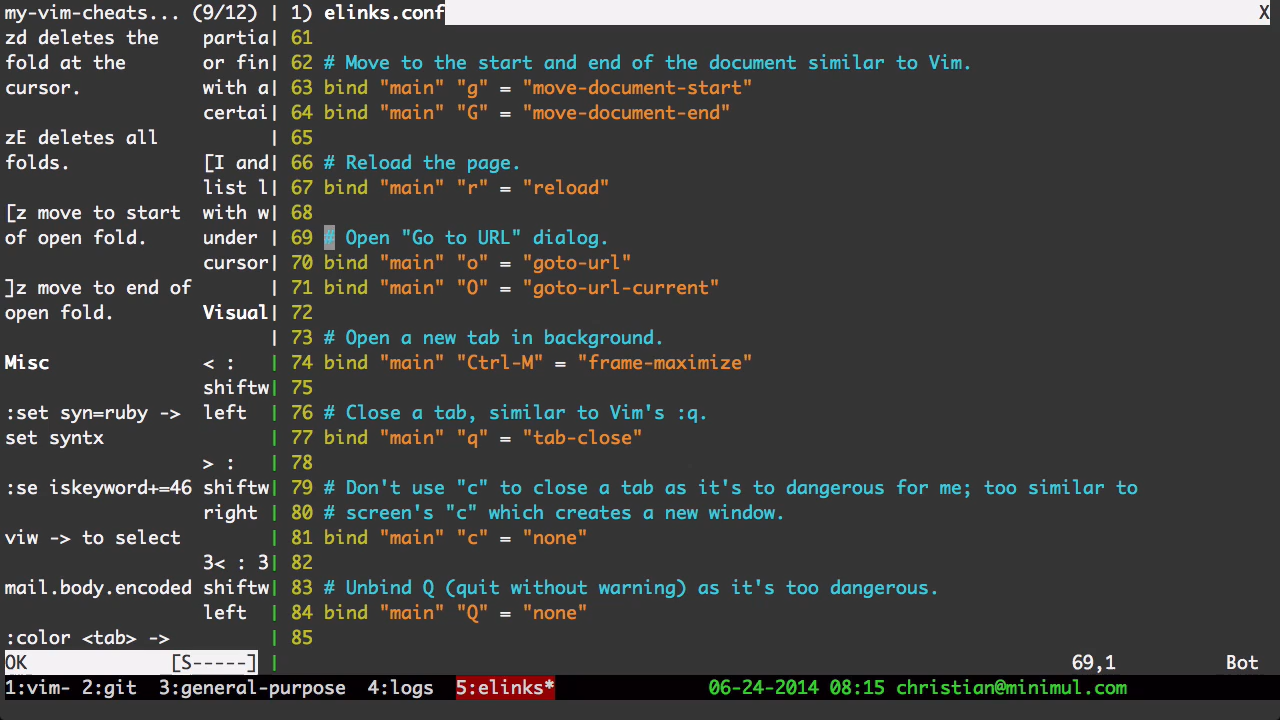 my-vim-cheats... (9/12) | 1) elinks.conf X
zd deletes the    partia| 61
fold at the       or fin| 62 # Move to the start and end of the document similar to Vim.
cursor.           with a| 63 bind "main" "g" = "move-document-start"
                  certai| 64 bind "main" "G" = "move-document-end"
zE deletes all          | 65
folds.            [I and| 66 # Reload the page.
                  list l| 67 bind "main" "r" = "reload"
[z move to start  with w| 68
of open fold.     under | 69 # Open "Go to URL" dialog.
                  cursor| 70 bind "main" "o" = "goto-url"
]z move to end of       | 71 bind "main" "O" = "goto-url-current"
open fold.        Visual| 72
                        | 73 # Open a new tab in background.
Misc              < :   | 74 bind "main" "Ctrl-M" = "frame-maximize"
                  shiftw| 75
:set syn=ruby ->  left  | 76 # Close a tab, similar to Vim's :q.
set syntx               | 77 bind "main" "q" = "tab-close"
                  > :   | 78
:se iskeyword+=46 shiftw| 79 # Don't use "c" to close a tab as it's to dangerous for me; too similar to
                  right | 80 # screen's "c" which creates a new window.
viw -> to select        | 81 bind "main" "c" = "none"
                  3< : 3| 82
mail.body.encoded shiftw| 83 # Unbind Q (quit without warning) as it's too dangerous.
                  left  | 84 bind "main" "Q" = "none"
:color <tab> ->         | 85
OK             [S-----] | 69,1 Bot
1:vim- 2:git  3:general-purpose  4:logs  5:elinks* 06-24-2014 08:15 christian@minimul.com